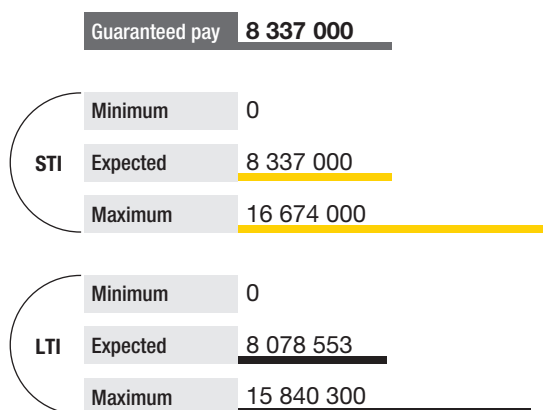 Guaranteed pay 8 337 000
Minimum 0
STI Expected 8 337 000
Maximum 16 674 000
Minimum 0
LTI Expected 8 078 553
Maximum 15 840 300